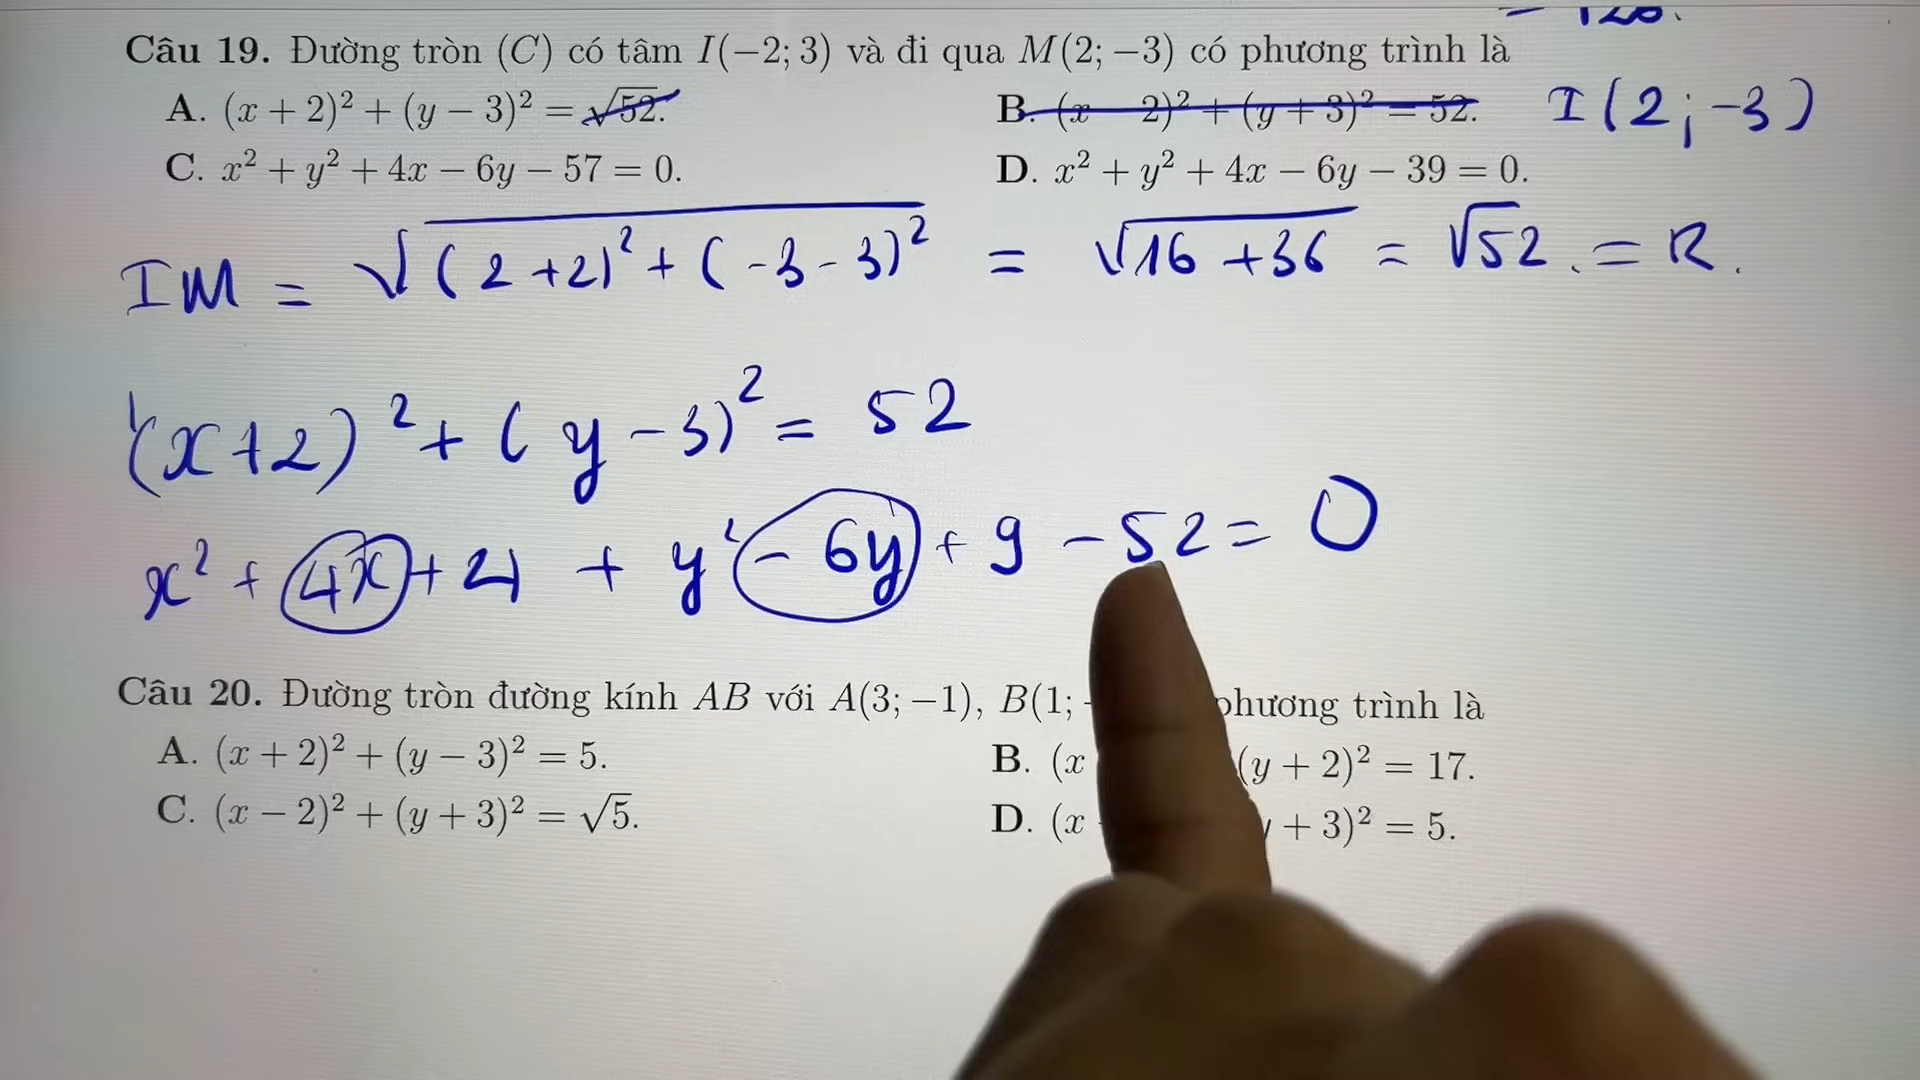 Câu 19. Đường tròn (C) có tâm I(−2; 3) và đi qua M(2; −3) có phương trình là
A. (x + 2)² + (y − 3)² = √52.
B. (x − 2)² + (y + 3)² = 52.
I(2; -3)
C. x² + y² + 4x − 6y − 57 = 0.
D. x² + y² + 4x − 6y − 39 = 0.
IM = √(2+2)² + (-3-3)² = √16+36 = √52. = R.
(x+2)² + (y-3)² = 52
x² + 4x + 4 + y² - 6y + 9 - 52 = 0
Câu 20. Đường tròn đường kính AB với A(3; −1), B(1; phương trình là
A. (x + 2)² + (y − 3)² = 5.
B. (x (y + 2)² = 17.
C. (x − 2)² + (y + 3)² = √5.
D. (x + 3)² = 5.